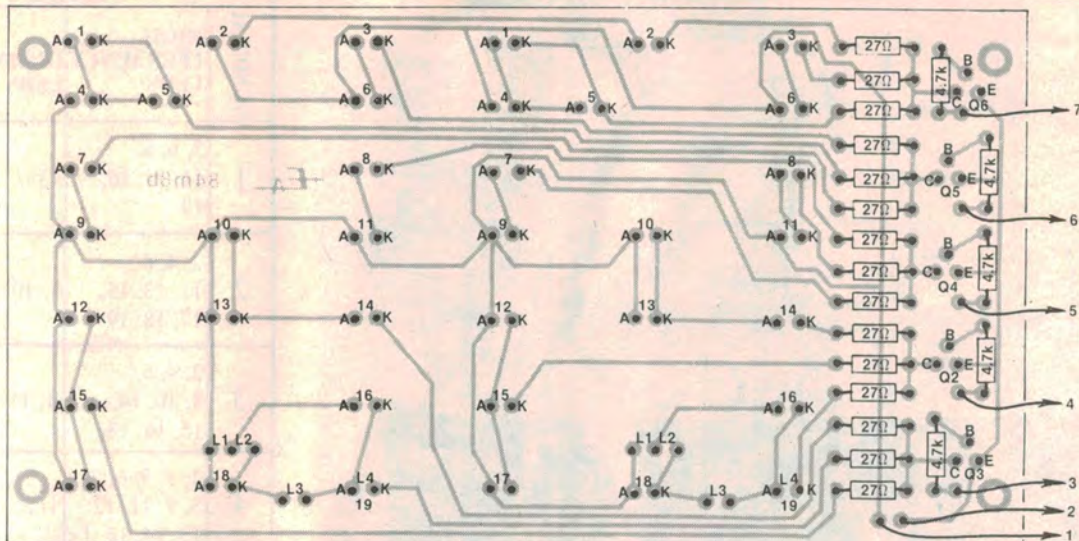 1 2 3 1 2 3
A K A K A K A K A K A K 27Ω B
27Ω 4.7k E
4 5 6 4 5 6 C Q6
A K A K A K A K A K A K 27Ω 7
27Ω B
7 8 7 8 84m8b
A K A K A K A K 27Ω C E 4.7k
Q5
27Ω 6
9 10 11 9 10 11 B
A K A K A K A K A K A K 27Ω
27Ω C E 4.7k
Q4
27Ω 5
12 13 14 12 13 14
A K A K A K A K A K A K 27Ω B
27Ω C E 4.7k
Q2
15 16 15 16 27Ω 4
A K A K A K A K 27Ω B
L1 L2 L1 L2 27Ω 4.7k C E
Q3
17 18 L3 L4 17 18 L3 L4
A K A K A K A K A K 27Ω 3
19 19
2
1